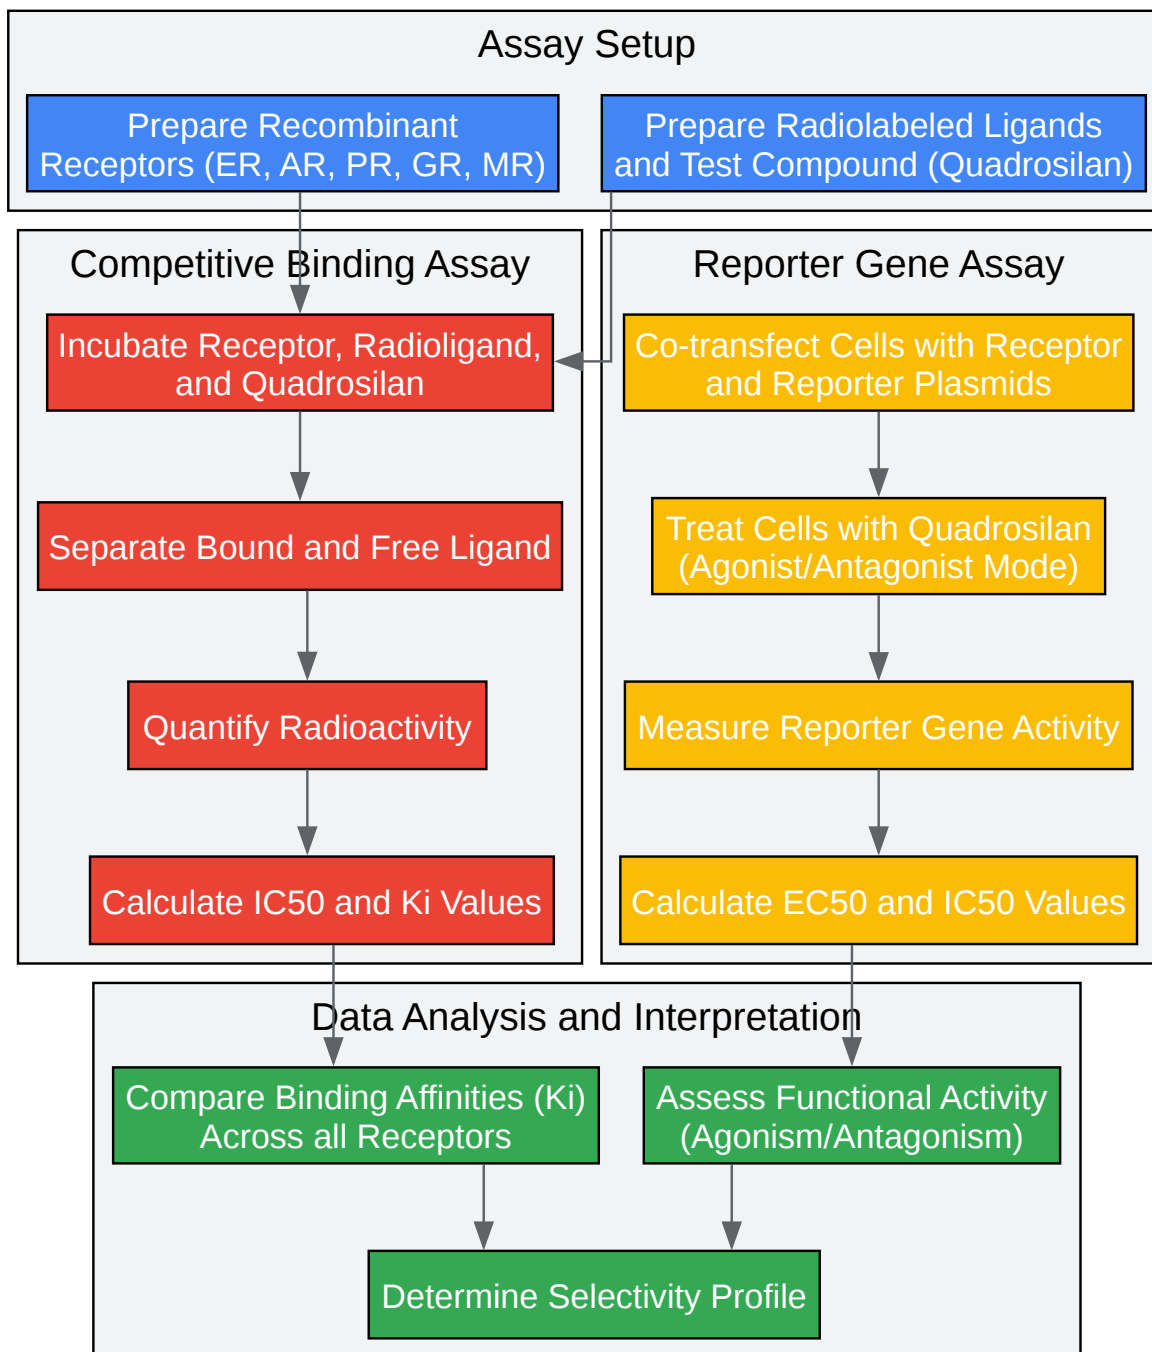 Assay Setup
Prepare Recombinant
Receptors (ER, AR, PR, GR, MR)
Prepare Radiolabeled Ligands
and Test Compound (Quadrosilan)
Competitive Binding Assay
Incubate Receptor, Radioligand,
and Quadrosilan
Separate Bound and Free Ligand
Quantify Radioactivity
Calculate IC50 and Ki Values
Reporter Gene Assay
Co-transfect Cells with Receptor
and Reporter Plasmids
Treat Cells with Quadrosilan
(Agonist/Antagonist Mode)
Measure Reporter Gene Activity
Calculate EC50 and IC50 Values
Data Analysis and Interpretation
Compare Binding Affinities (Ki)
Across all Receptors
Assess Functional Activity
(Agonism/Antagonism)
Determine Selectivity Profile